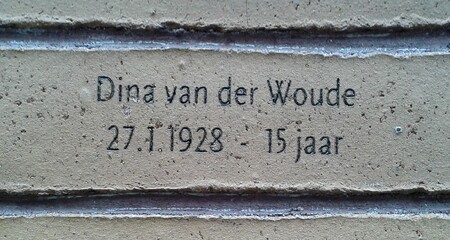 Dina van der Woude
27.1 1928 - 15 jaar